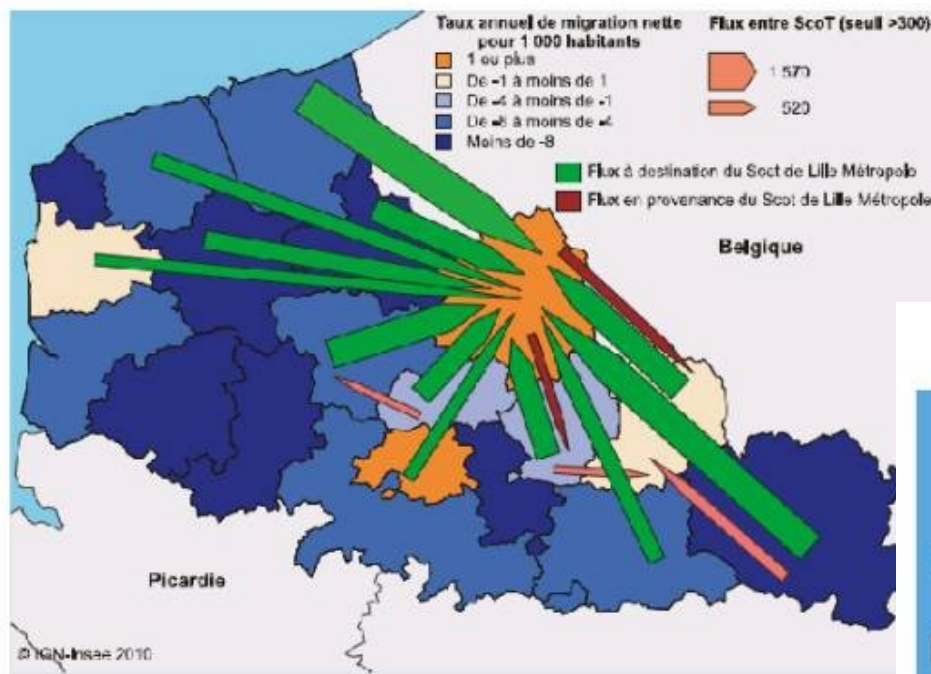 Taux annuel de migration nette
pour 1 000 habitants
1 ou plus
De -1 à moins de 1
De -4 à moins de -1
De -8 à moins de -4
Moins de -8
Flux entre ScoT (seuil >300)
1 570
520
Flux à destination du Scot de Lille Métropole
Flux en provenance du Scot de Lille Métropole
Belgique
Picardie
© IGN-Insee 2010